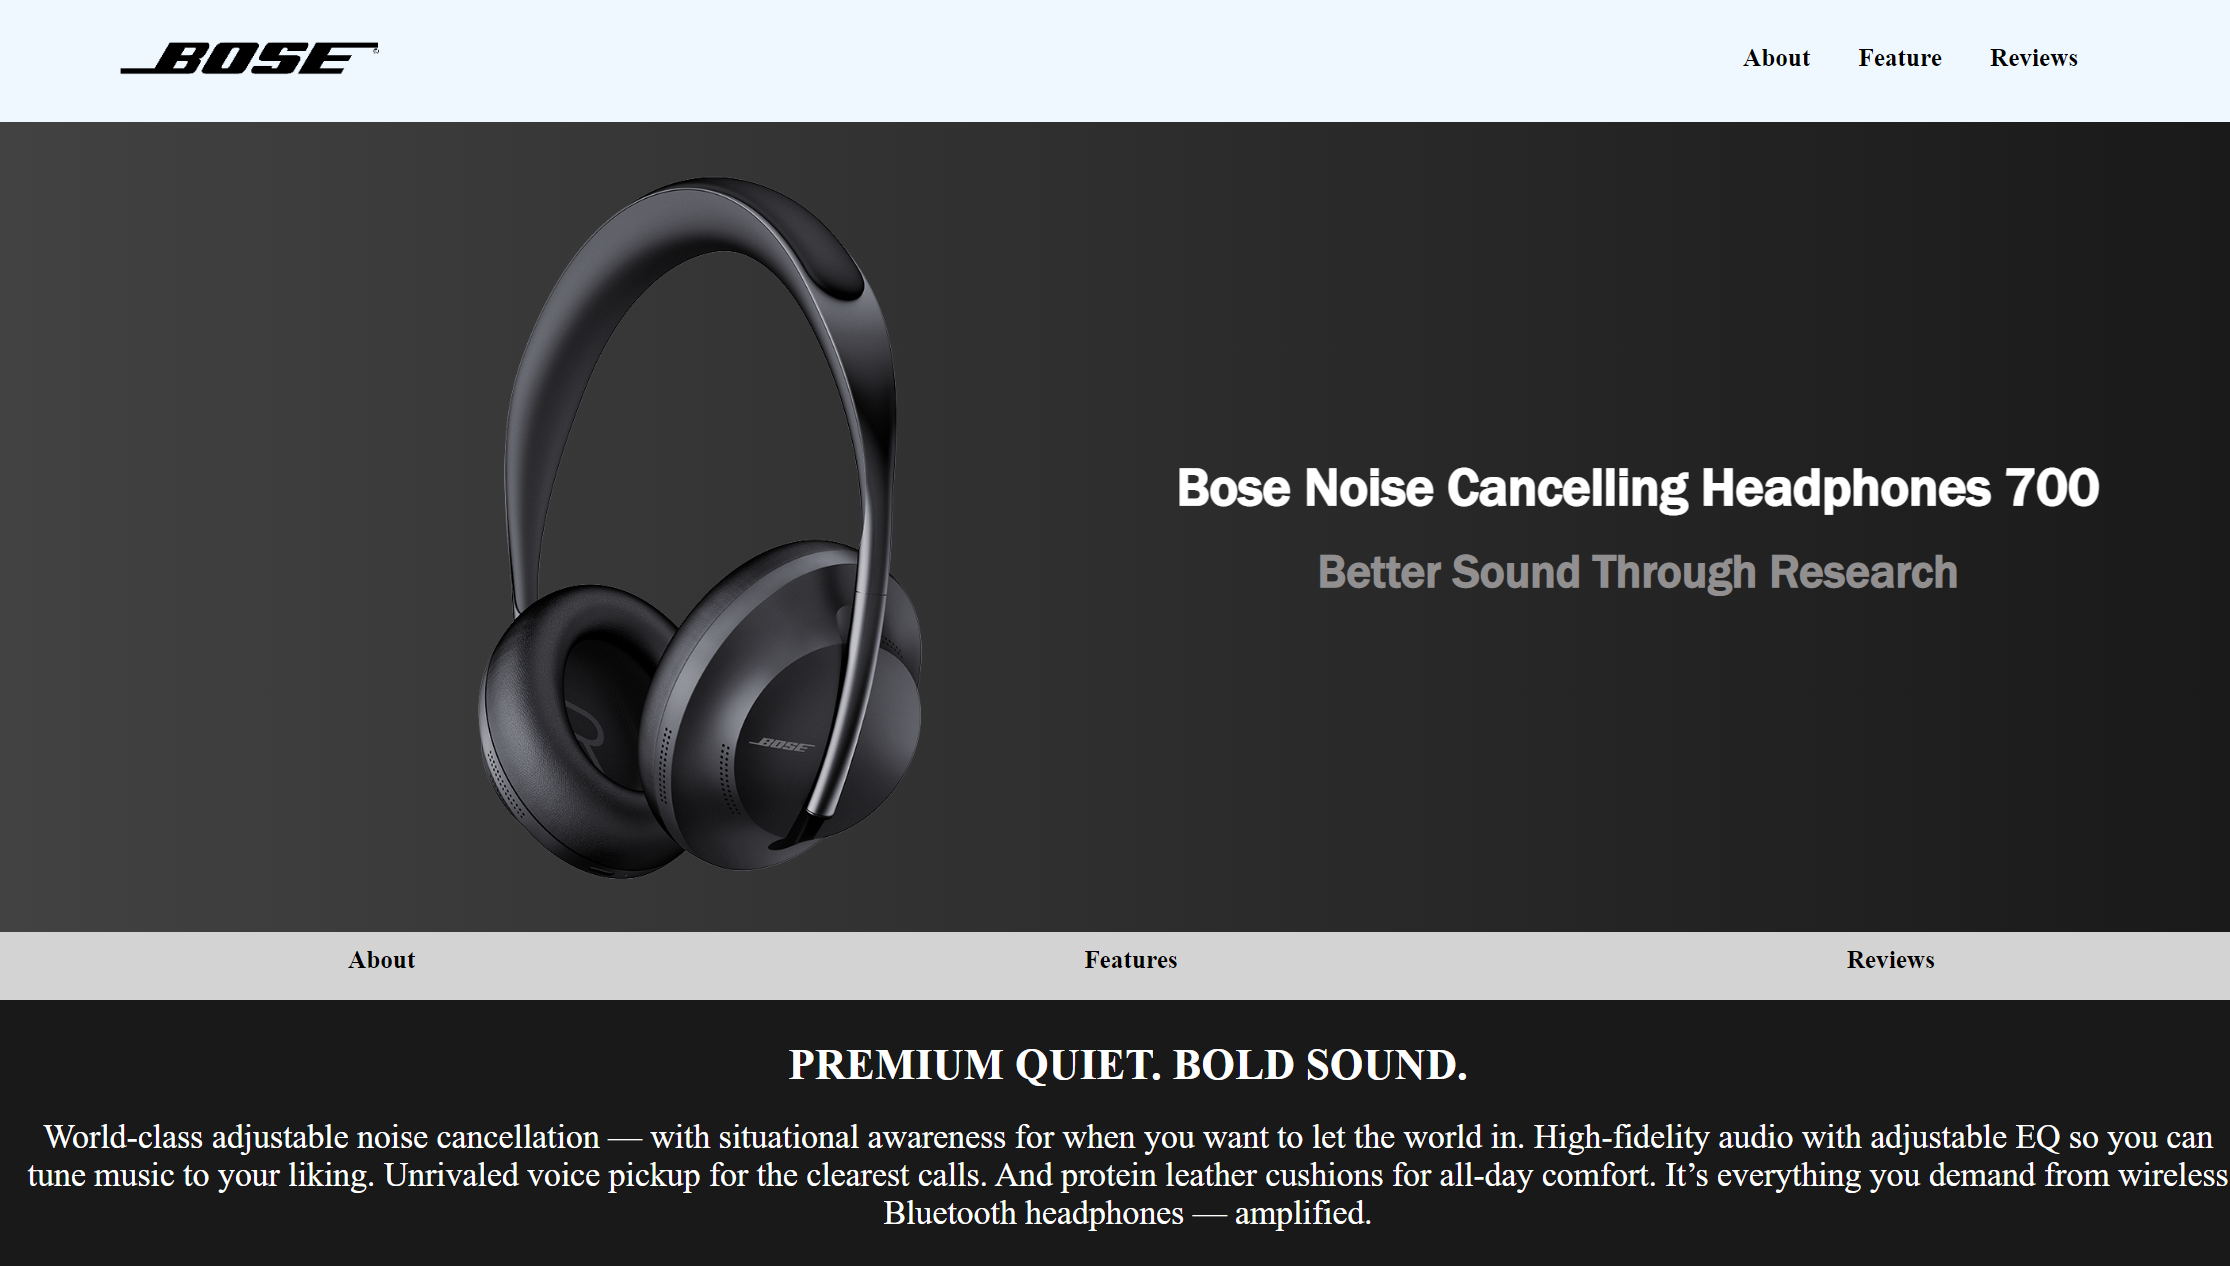 BOSE
About Feature Reviews
Bose Noise Cancelling Headphones 700
Better Sound Through Research
BOSE
About Features Reviews
PREMIUM QUIET. BOLD SOUND.
World-class adjustable noise cancellation — with situational awareness for when you want to let the world in. High-fidelity audio with adjustable EQ so you can
tune music to your liking. Unrivaled voice pickup for the clearest calls. And protein leather cushions for all-day comfort. It’s everything you demand from wireless
Bluetooth headphones — amplified.